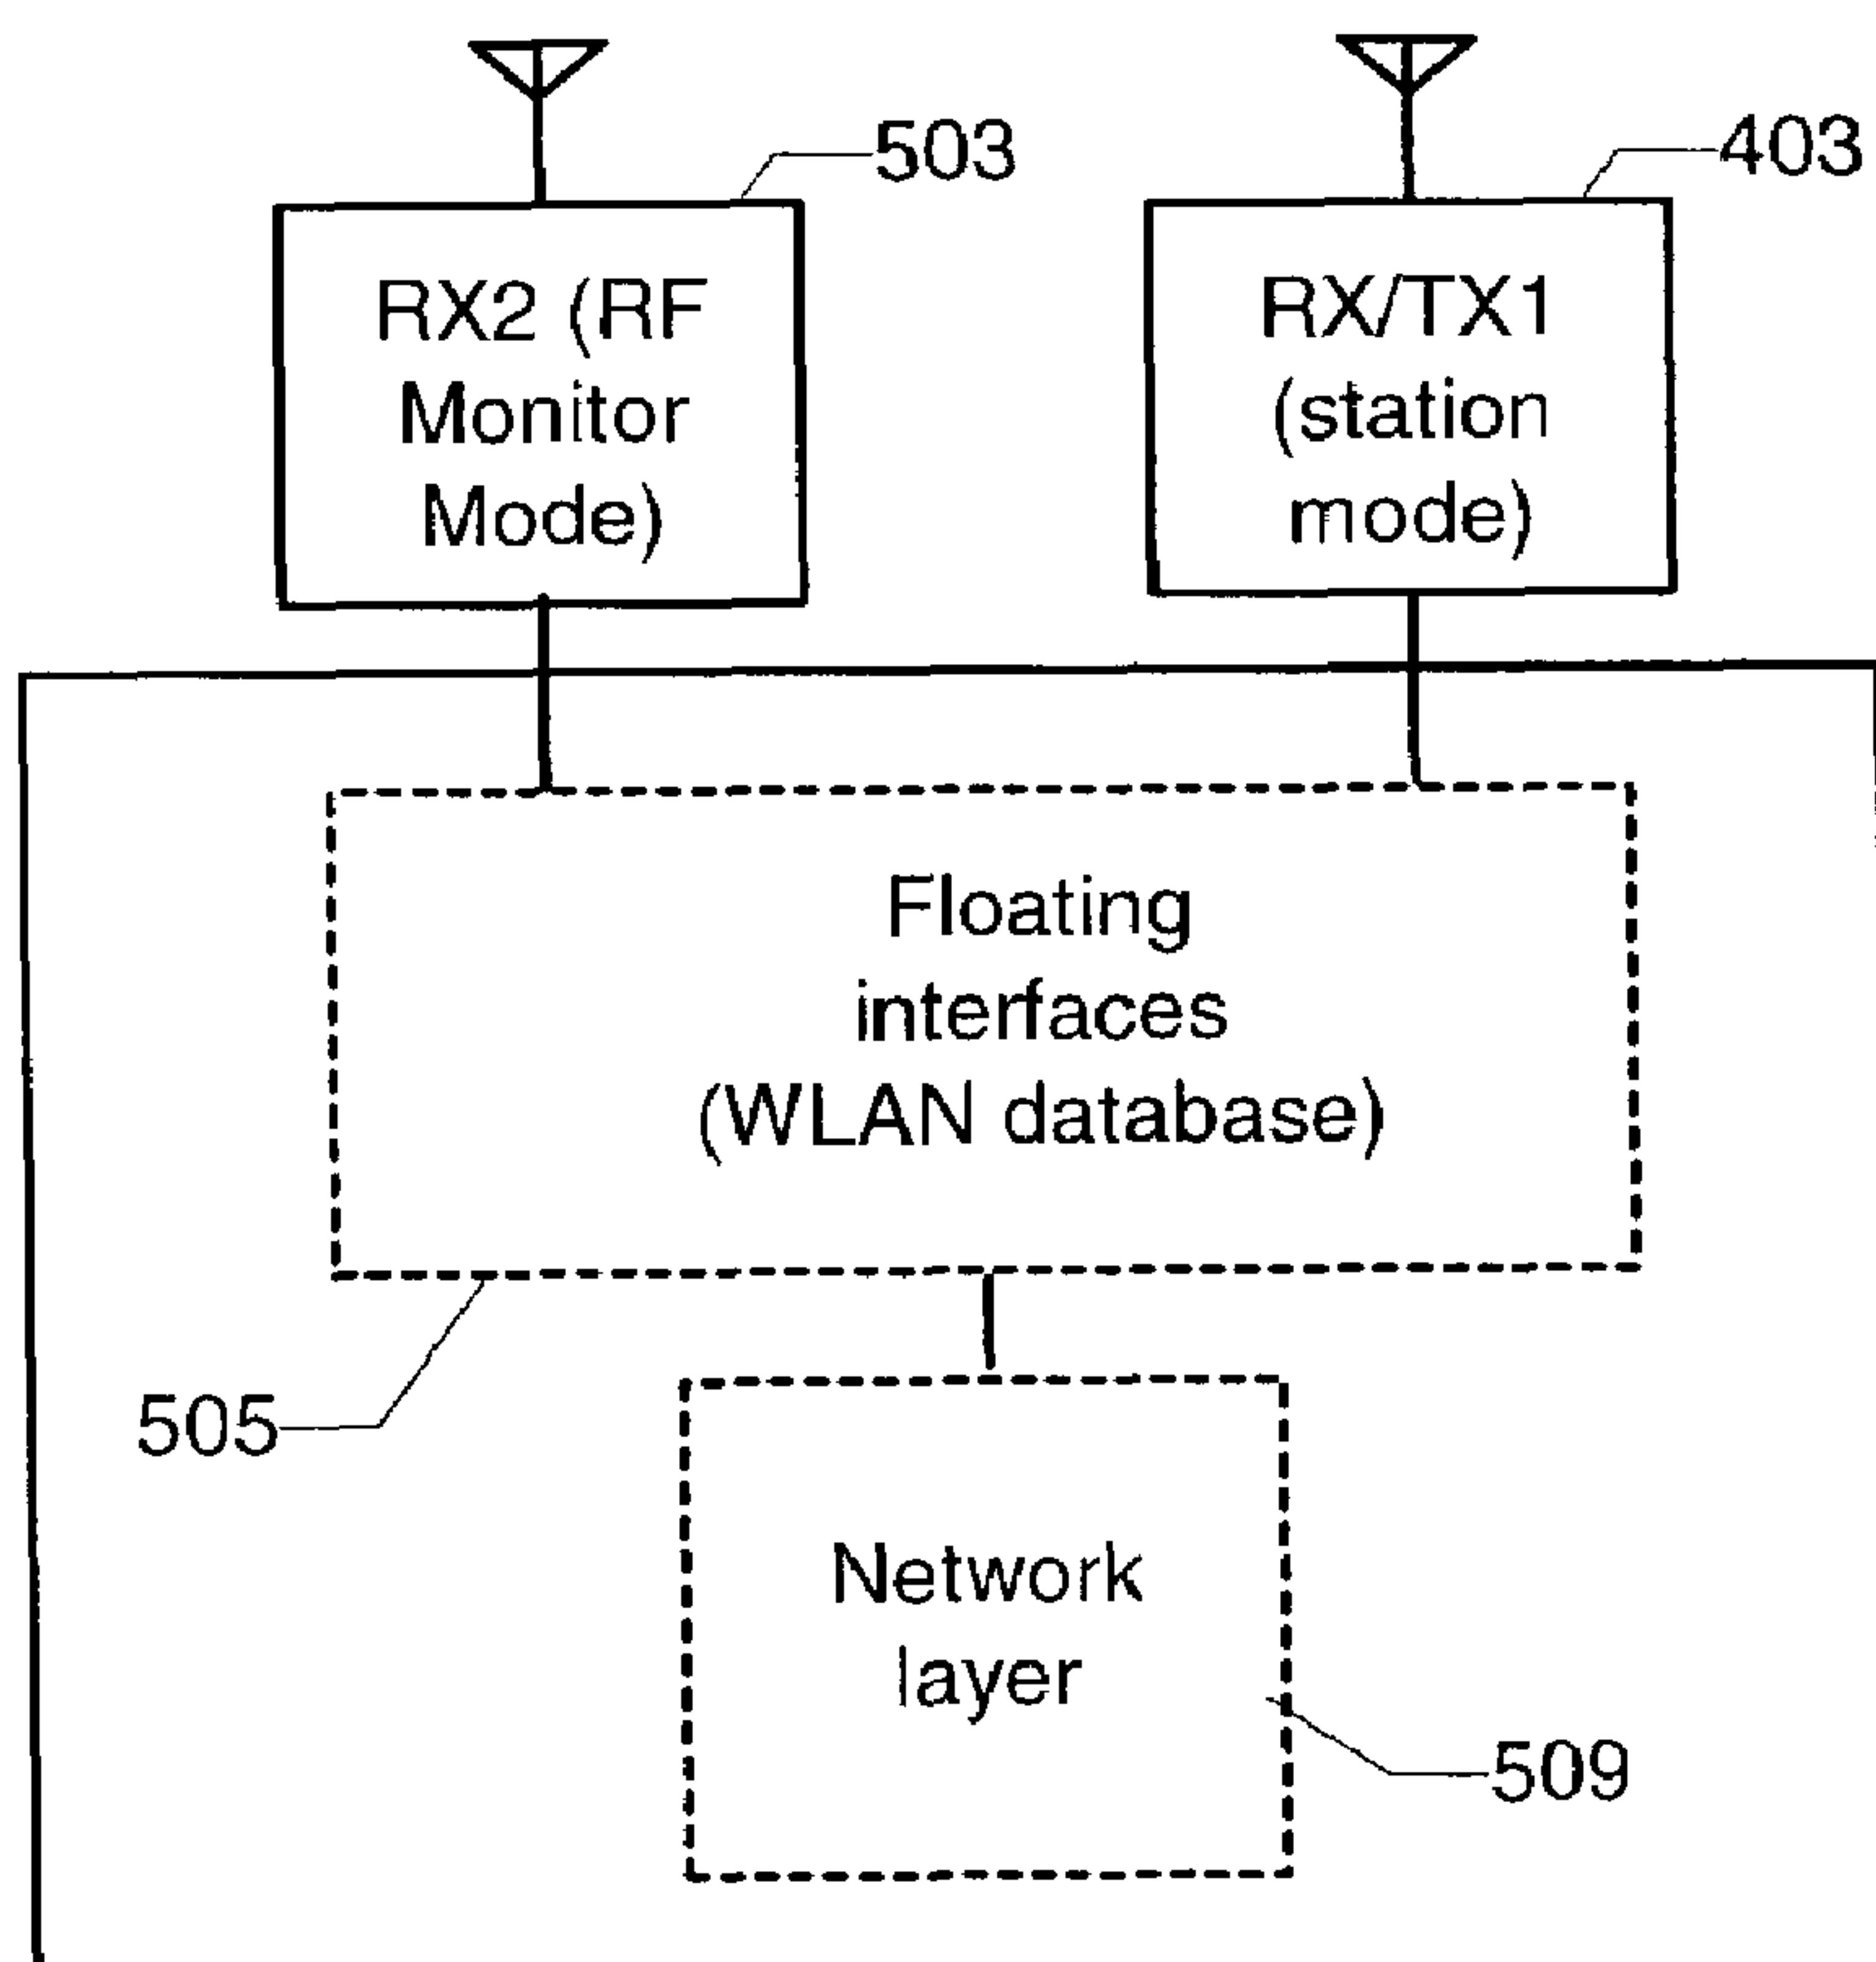 503
403
RX2 (RF
Monitor
Mode)
RX/TX1
(station
mode)
Floating
interfaces
(WLAN database)
505
Network
layer
509